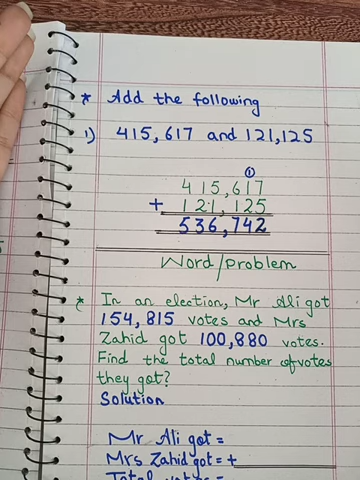 * Add the following
1) 415,617 and 121,125
①
415,617
+ 121,125
536,742
Word/problem
* In an election, Mr Ali got
154,815 votes and Mrs
Zahid got 100,880 votes.
Find the total number of votes
they got?
Solution
Mr Ali got =
Mrs Zahid got = +
Total votes =